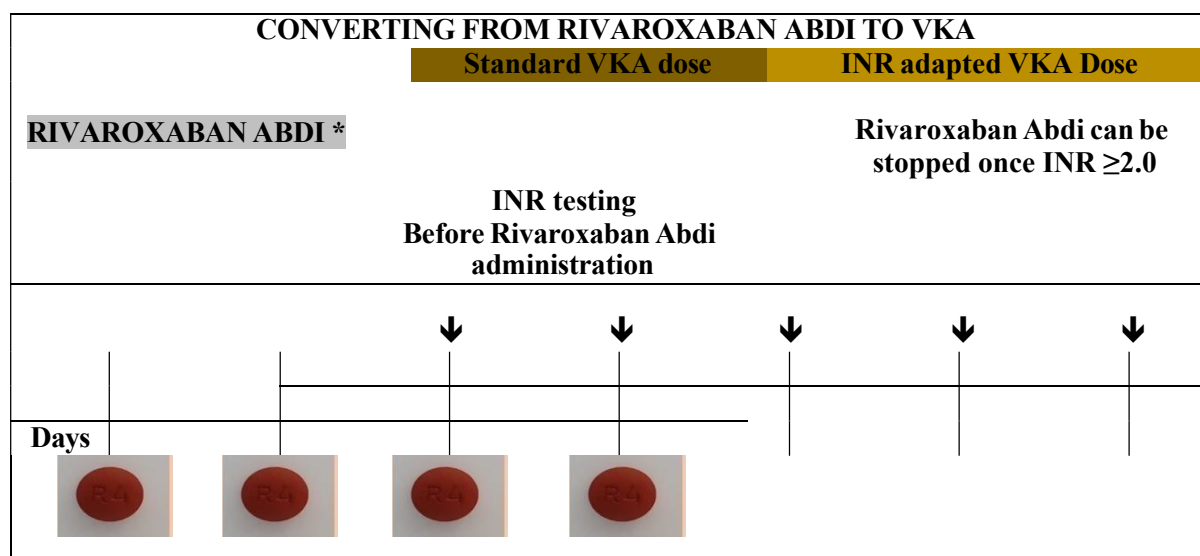 CONVERTING FROM RIVAROXABAN ABDI TO VKA
Standard VKA dose
INR adapted VKA Dose
RIVAROXABAN ABDI *
Rivaroxaban Abdi can be
stopped once INR ≥2.0
INR testing
Before Rivaroxaban Abdi
administration
Days
R4
R4
R4
R4